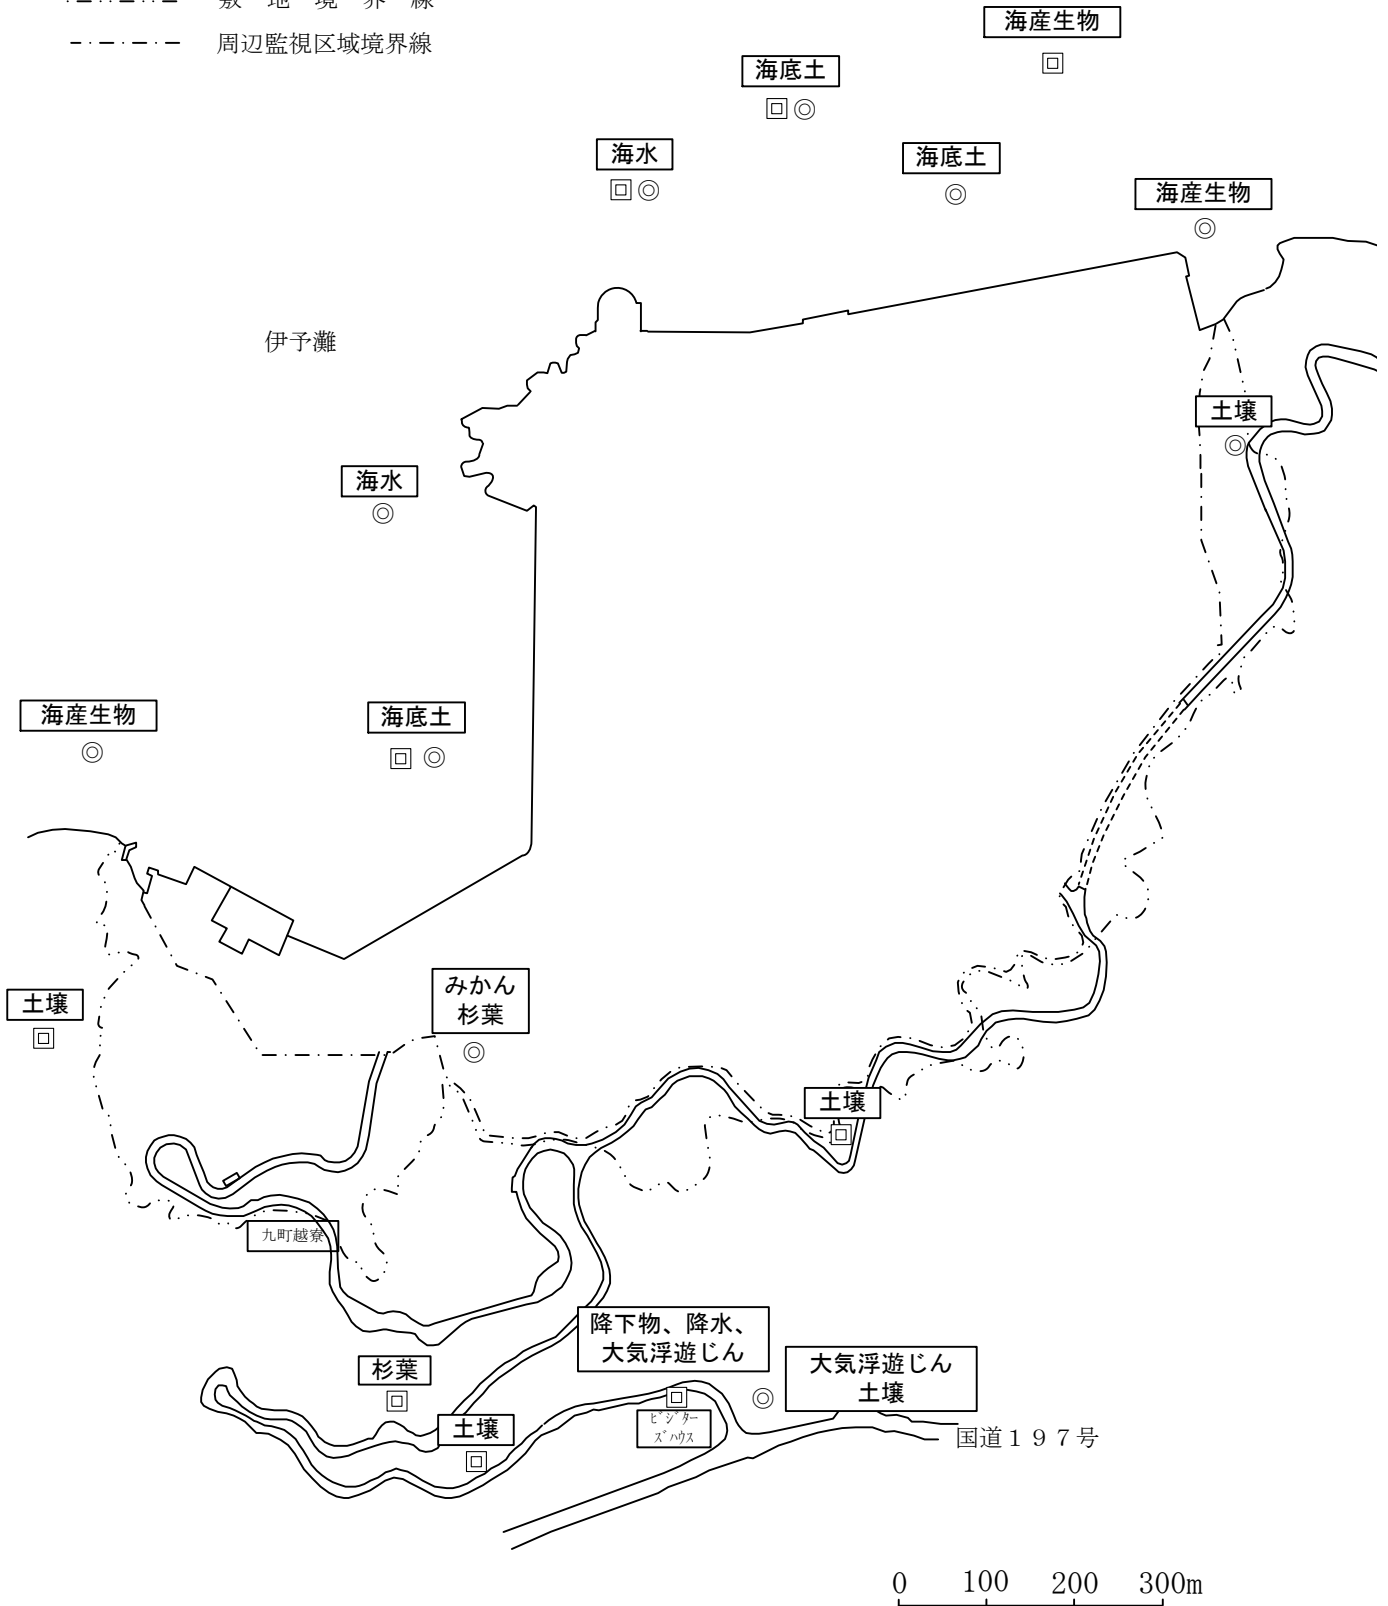 敷地境界線
周辺監視区域境界線
海産生物
海底土
海水
海底土
海産生物
伊予灘
土壌
海水
海産生物
海底土
土壌
みかん
杉葉
土壌
九町越寮
降下物、降水、
大気浮遊じん
大気浮遊じん
土壌
杉葉
土壌
ビジター
ズハウス
国道１９７号
0 100 200 300m